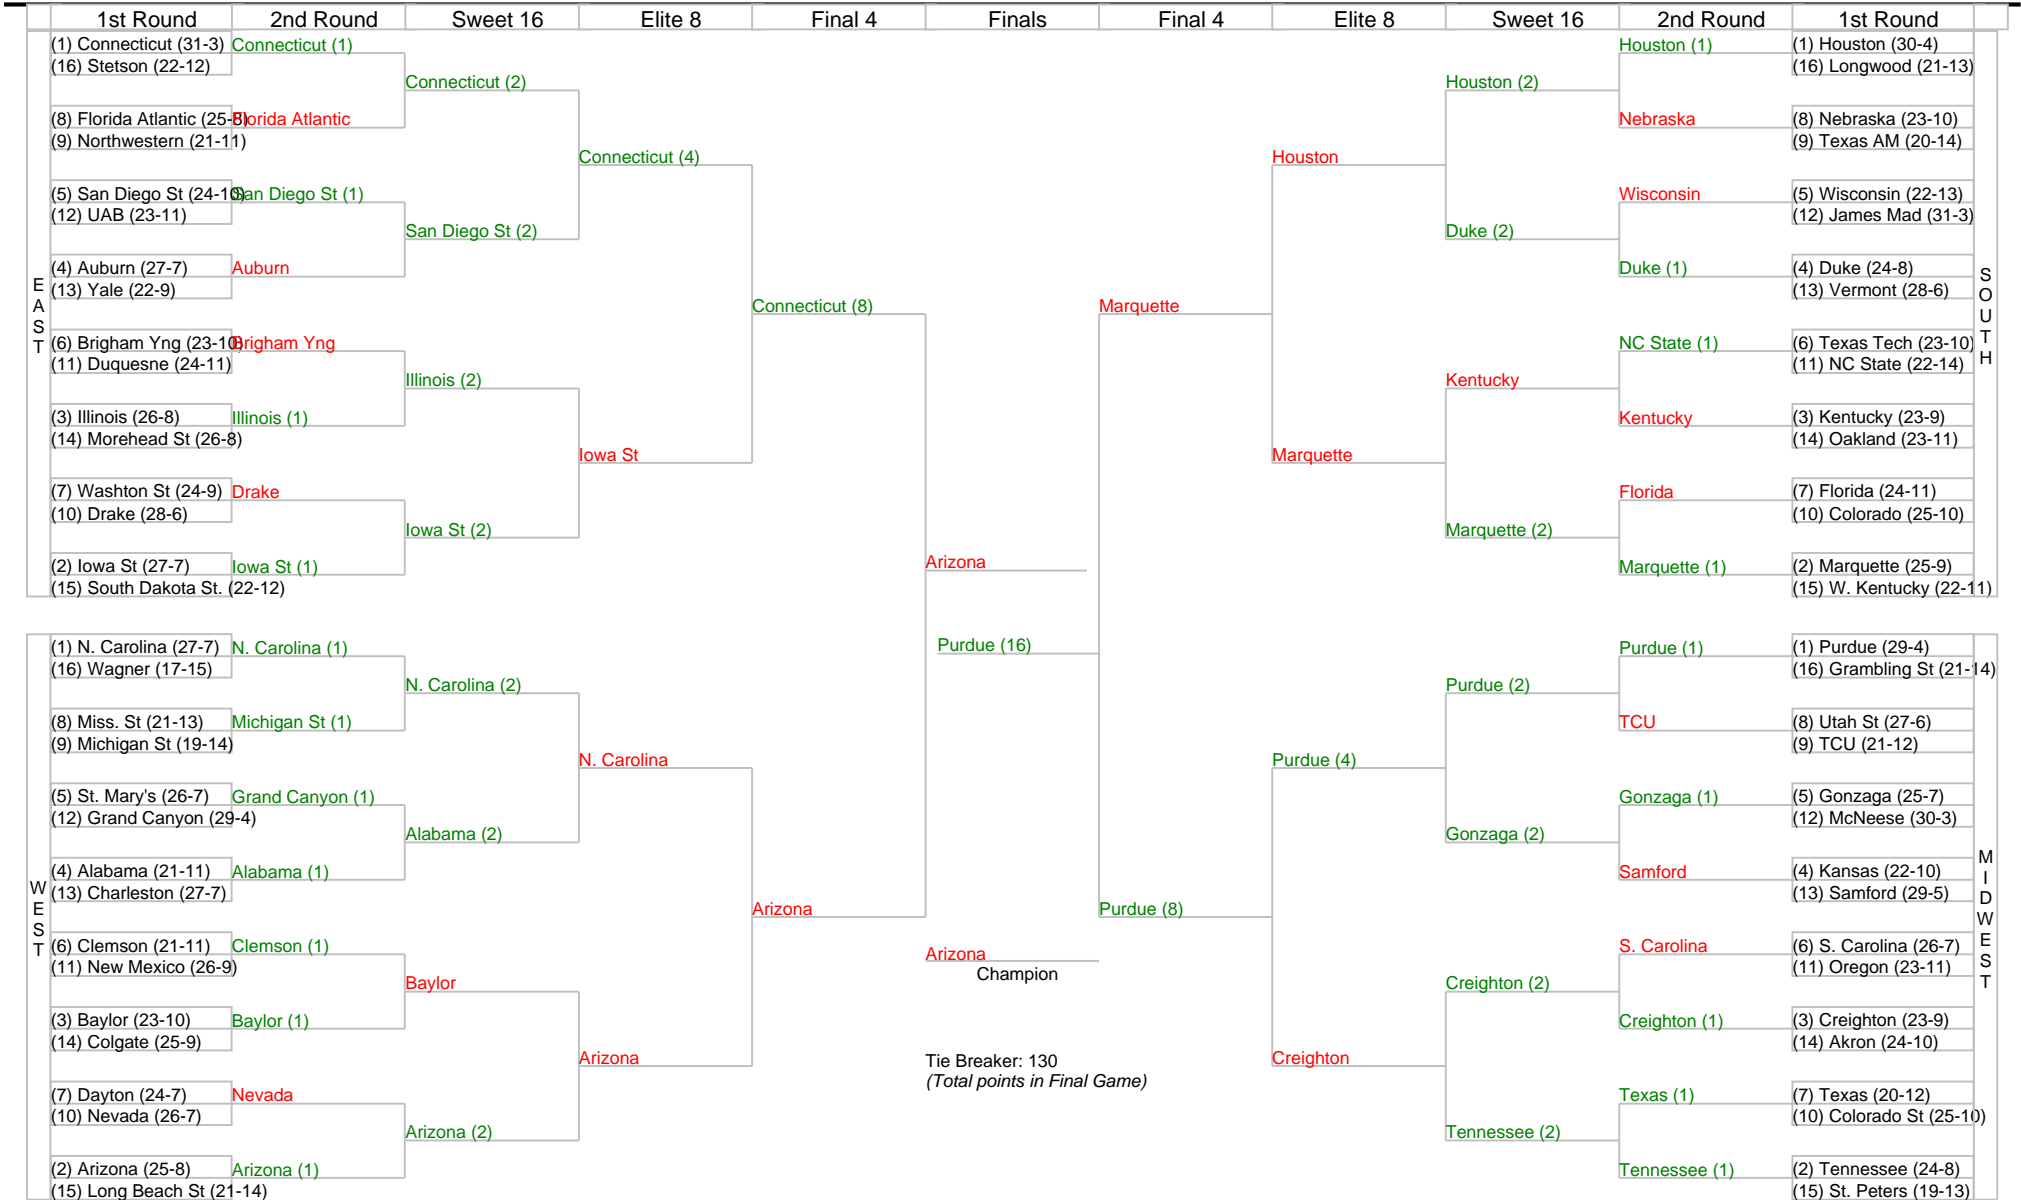 1st Round 2nd Round Sweet 16 Elite 8 Final 4 Finals Final 4 Elite 8 Sweet 16 2nd Round 1st Round
EAST
(1) Connecticut (31-3)
(16) Stetson (22-12)
(8) Florida Atlantic (25-8)
(9) Northwestern (21-11)
(5) San Diego St (24-10)
(12) UAB (23-11)
(4) Auburn (27-7)
(13) Yale (22-9)
(6) Brigham Yng (23-10)
(11) Duquesne (24-11)
(3) Illinois (26-8)
(14) Morehead St (26-8)
(7) Washton St (24-9)
(10) Drake (28-6)
(2) Iowa St (27-7)
(15) South Dakota St. (22-12)
Connecticut (1)
Florida Atlantic
San Diego St (1)
Auburn
Brigham Yng
Illinois (1)
Drake
Iowa St (1)
Connecticut (2)
San Diego St (2)
Illinois (2)
Iowa St (2)
Connecticut (4)
Iowa St
Connecticut (8)
WEST
(1) N. Carolina (27-7)
(16) Wagner (17-15)
(8) Miss. St (21-13)
(9) Michigan St (19-14)
(5) St. Mary's (26-7)
(12) Grand Canyon (29-4)
(4) Alabama (21-11)
(13) Charleston (27-7)
(6) Clemson (21-11)
(11) New Mexico (26-9)
(3) Baylor (23-10)
(14) Colgate (25-9)
(7) Dayton (24-7)
(10) Nevada (26-7)
(2) Arizona (25-8)
(15) Long Beach St (21-14)
N. Carolina (1)
Michigan St (1)
Grand Canyon (1)
Alabama (1)
Clemson (1)
Baylor (1)
Nevada
Arizona (1)
N. Carolina (2)
Alabama (2)
Baylor
Arizona (2)
N. Carolina
Arizona
Arizona
Arizona
Purdue (16)
Arizona
Champion
Tie Breaker: 130
(Total points in Final Game)
Marquette
Houston
Marquette
Houston (2)
Duke (2)
Kentucky
Marquette (2)
Houston (1)
Nebraska
Wisconsin
Duke (1)
NC State (1)
Kentucky
Florida
Marquette (1)
(1) Houston (30-4)
(16) Longwood (21-13)
(8) Nebraska (23-10)
(9) Texas AM (20-14)
(5) Wisconsin (22-13)
(12) James Mad (31-3)
(4) Duke (24-8)
(13) Vermont (28-6)
(6) Texas Tech (23-10)
(11) NC State (22-14)
(3) Kentucky (23-9)
(14) Oakland (23-11)
(7) Florida (24-11)
(10) Colorado (25-10)
(2) Marquette (25-9)
(15) W. Kentucky (22-11)
SOUTH
Purdue (8)
Purdue (4)
Creighton
Purdue (2)
Gonzaga (2)
Creighton (2)
Tennessee (2)
Purdue (1)
TCU
Gonzaga (1)
Samford
S. Carolina
Creighton (1)
Texas (1)
Tennessee (1)
(1) Purdue (29-4)
(16) Grambling St (21-14)
(8) Utah St (27-6)
(9) TCU (21-12)
(5) Gonzaga (25-7)
(12) McNeese (30-3)
(4) Kansas (22-10)
(13) Samford (29-5)
(6) S. Carolina (26-7)
(11) Oregon (23-11)
(3) Creighton (23-9)
(14) Akron (24-10)
(7) Texas (20-12)
(10) Colorado St (25-10)
(2) Tennessee (24-8)
(15) St. Peters (19-13)
MIDWEST